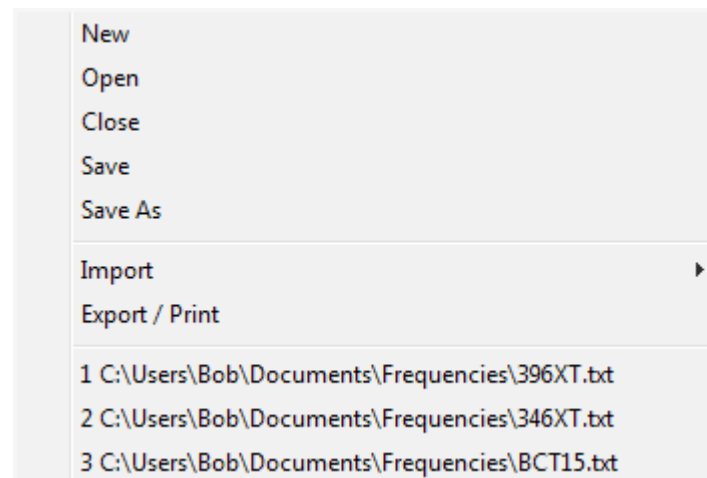 New
Open
Close
Save
Save As
Import
Export / Print
1 C:\Users\Bob\Documents\Frequencies\396XT.txt
2 C:\Users\Bob\Documents\Frequencies\346XT.txt
3 C:\Users\Bob\Documents\Frequencies\BCT15.txt